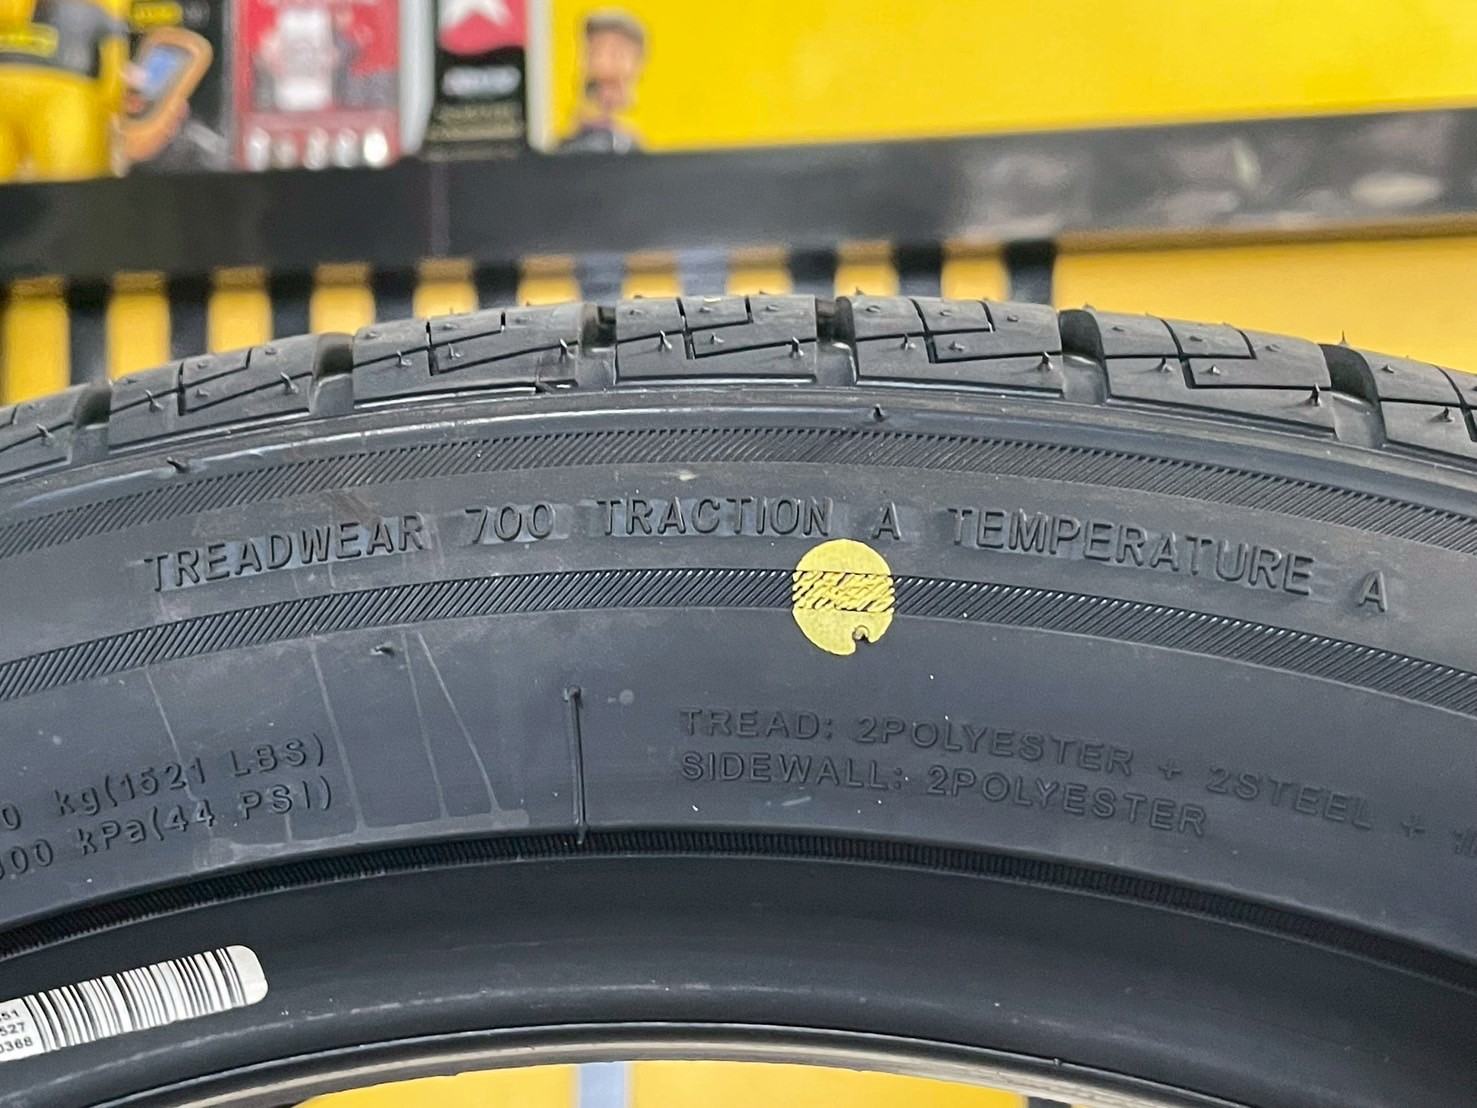 TREADWEAR 700 TRACTION A TEMPERATURE A
kg(1521 LBS)
kPa(44 PSI)
TREAD: 2POLYESTER + 2STEEL +
SIDEWALL: 2POLYESTER